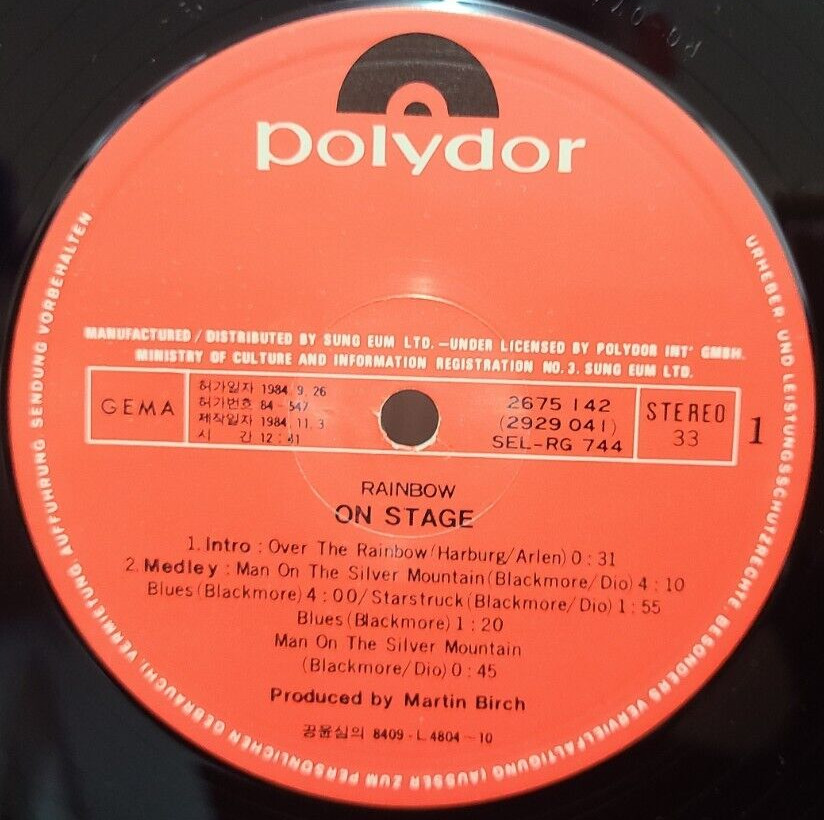 polydor
MANUFACTURED / DISTRIBUTED BY SUNG EUM LTD. —UNDER LICENSED BY POLYDOR INT' GMBH.
MINISTRY OF CULTURE AND INFORMATION REGISTRATION NO. 3. SUNG EUM LTD.
GEMA
허가일자 1984. 9. 26
허가번호 84 - 547
제작일자 1984. 11. 3
시 간 12 : 41
2675 142
(2929 041)
SEL-RG 744
STEREO
33
1
RAINBOW
ON STAGE
1. Intro : Over The Rainbow (Harburg/Arlen) 0 : 31
2. Medley : Man On The Silver Mountain (Blackmore/Dio) 4 : 10
Blues (Blackmore) 4 : 00/Starstruck (Blackmore/Dio) 1 : 55
Blues (Blackmore) 1 : 20
Man On The Silver Mountain
(Blackmore/Dio) 0 : 45
Produced by Martin Birch
공윤심의 8409 - L 4804 - 10
URHEBER- UND LEISTUNGSSCHUTZRECHTE, BESONDERS VERVIELFÄLTIGUNG (AUSSER ZUM PERSÖNLICHEN GEBRAUCH), VERMIETUNG AUFFÜHRUNG SENDUNG VORBEHALTEN